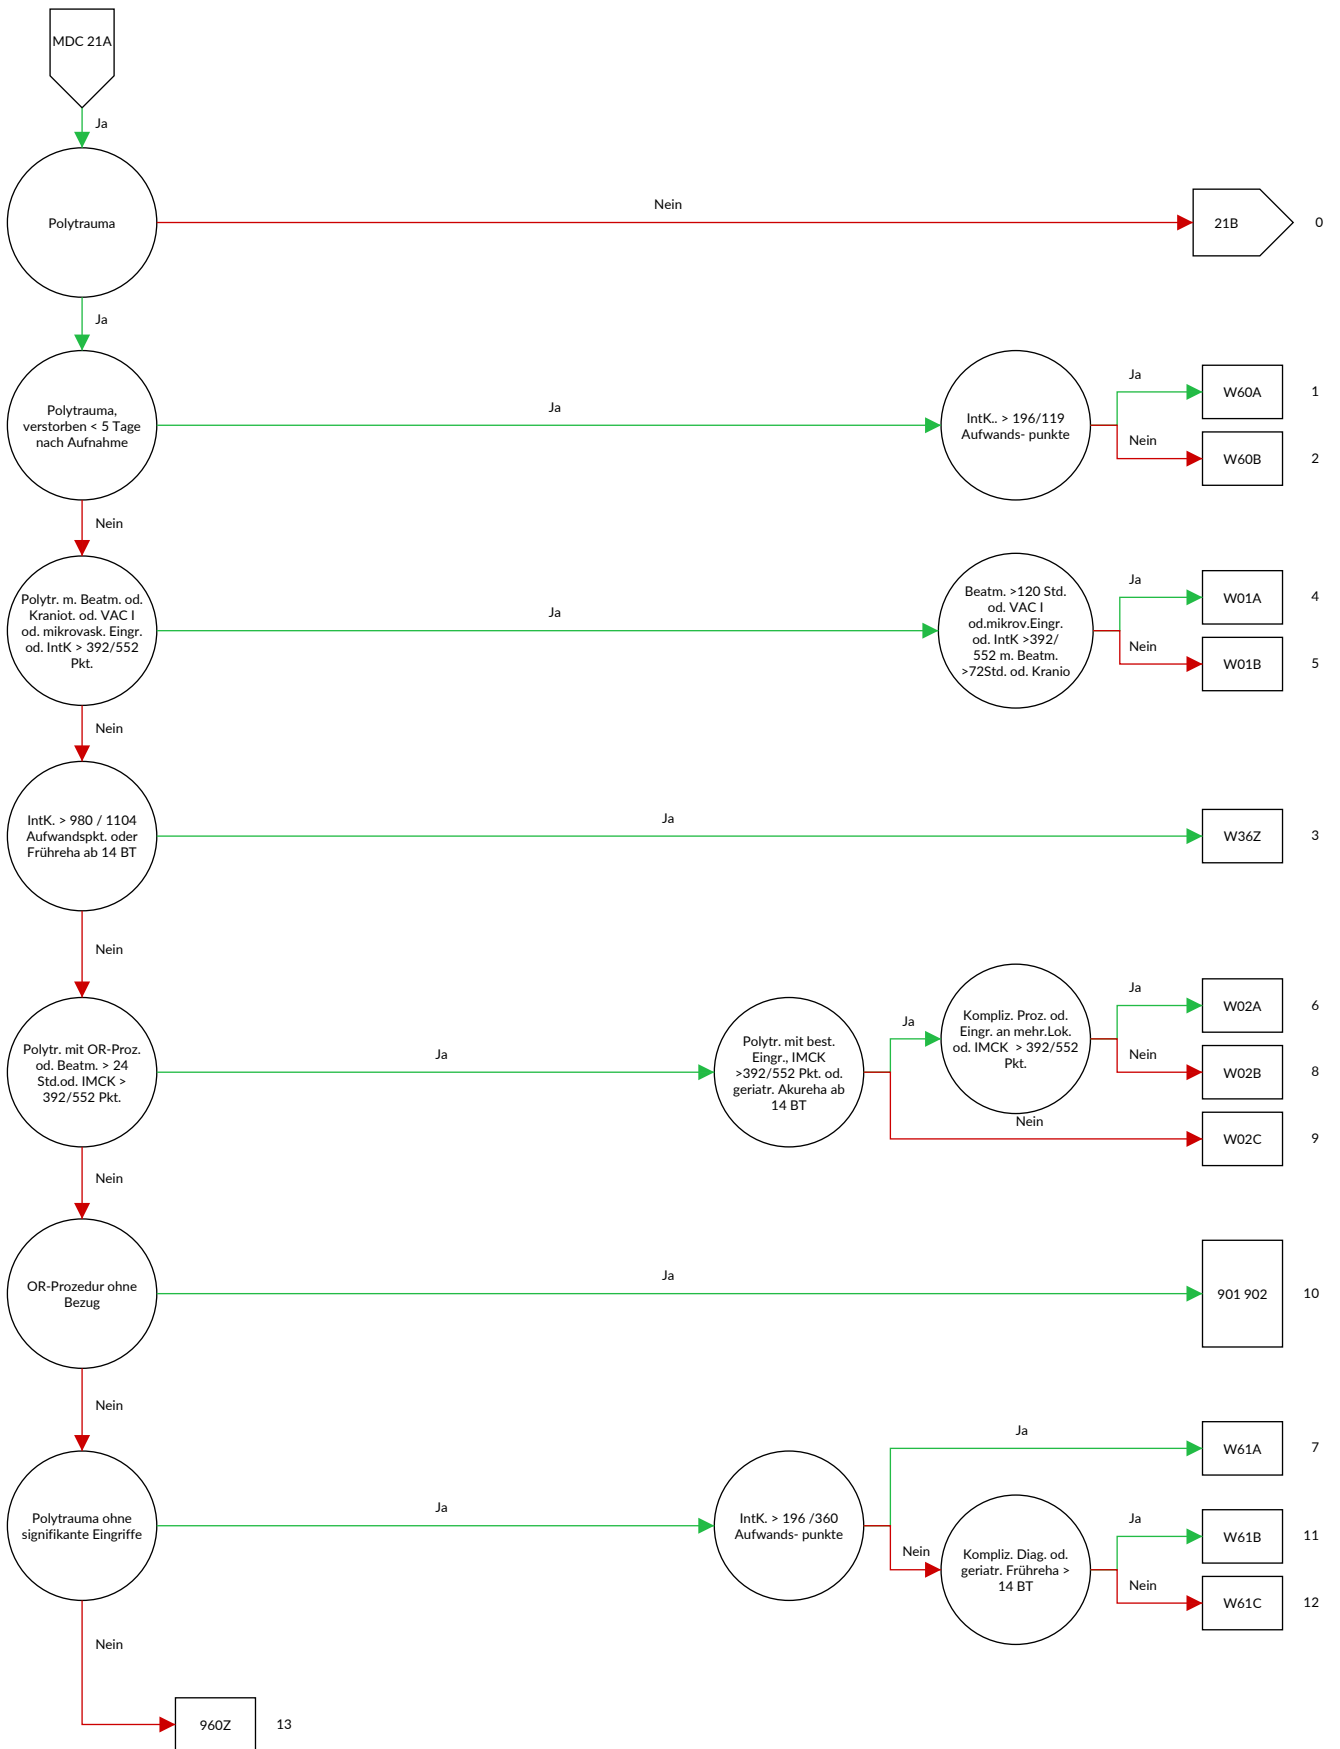 MDC 21A
Ja
Polytrauma
Nein
21B
0
Ja
Polytrauma,
verstorben < 5 Tage
nach Aufnahme
Ja
IntK.. > 196/119
Aufwands- punkte
Ja
W60A
1
Nein
W60B
2
Nein
Polytr. m. Beatm. od.
Kraniot. od. VAC I
od. mikrovask. Eingr.
od. IntK > 392/552
Pkt.
Ja
Beatm. >120 Std.
od. VAC I
od.mikrov.Eingr.
od. IntK >392/
552 m. Beatm.
>72Std. od. Kranio
Ja
W01A
4
Nein
W01B
5
Nein
IntK. > 980 / 1104
Aufwandspkt. oder
Frühreha ab 14 BT
Ja
W36Z
3
Nein
Polytr. mit OR-Proz.
od. Beatm. > 24
Std.od. IMCK >
392/552 Pkt.
Ja
Polytr. mit best.
Eingr., IMCK
>392/552 Pkt. od.
geriatr. Akureha ab
14 BT
Ja
Kompliz. Proz. od.
Eingr. an mehr.Lok.
od. IMCK > 392/552
Pkt.
Ja
W02A
6
Nein
W02B
8
Nein
W02C
9
Nein
OR-Prozedur ohne
Bezug
Ja
901 902
10
Nein
Polytrauma ohne
signifikante Eingriffe
Ja
IntK. > 196 /360
Aufwands- punkte
Ja
W61A
7
Nein
Kompliz. Diag. od.
geriatr. Frühreha >
14 BT
Ja
W61B
11
Nein
W61C
12
Nein
960Z
13